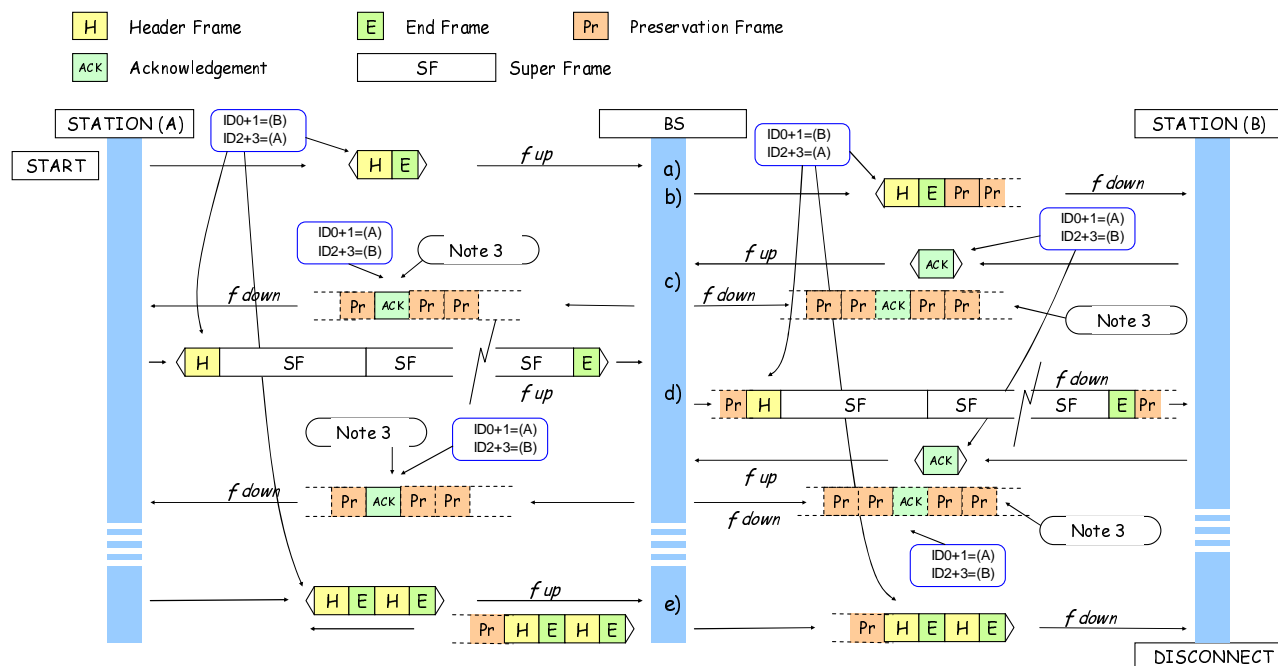 H Header Frame E End Frame Pr Preservation Frame
ACK Acknowledgement SF Super Frame
STATION (A) BS STATION (B)
ID0+1=(B)
ID2+3=(A)
ID0+1=(B)
ID2+3=(A)
START
H E
f up
a)
b)
H E Pr Pr
f down
ID0+1=(A)
ID2+3=(B)
Note 3
ID0+1=(A)
ID2+3=(B)
f up
ACK
c)
f down
Pr ACK Pr Pr
f down
Pr Pr ACK Pr Pr
Note 3
H SF SF SF E
f up
d)
f down
Pr H SF SF SF E Pr
Note 3
ID0+1=(A)
ID2+3=(B)
ACK
f up
f down
Pr ACK Pr Pr
Pr Pr ACK Pr Pr
f down
Note 3
ID0+1=(A)
ID2+3=(B)
H E H E
f up
e)
Pr H E H E
Pr H E H E
f down
DISCONNECT